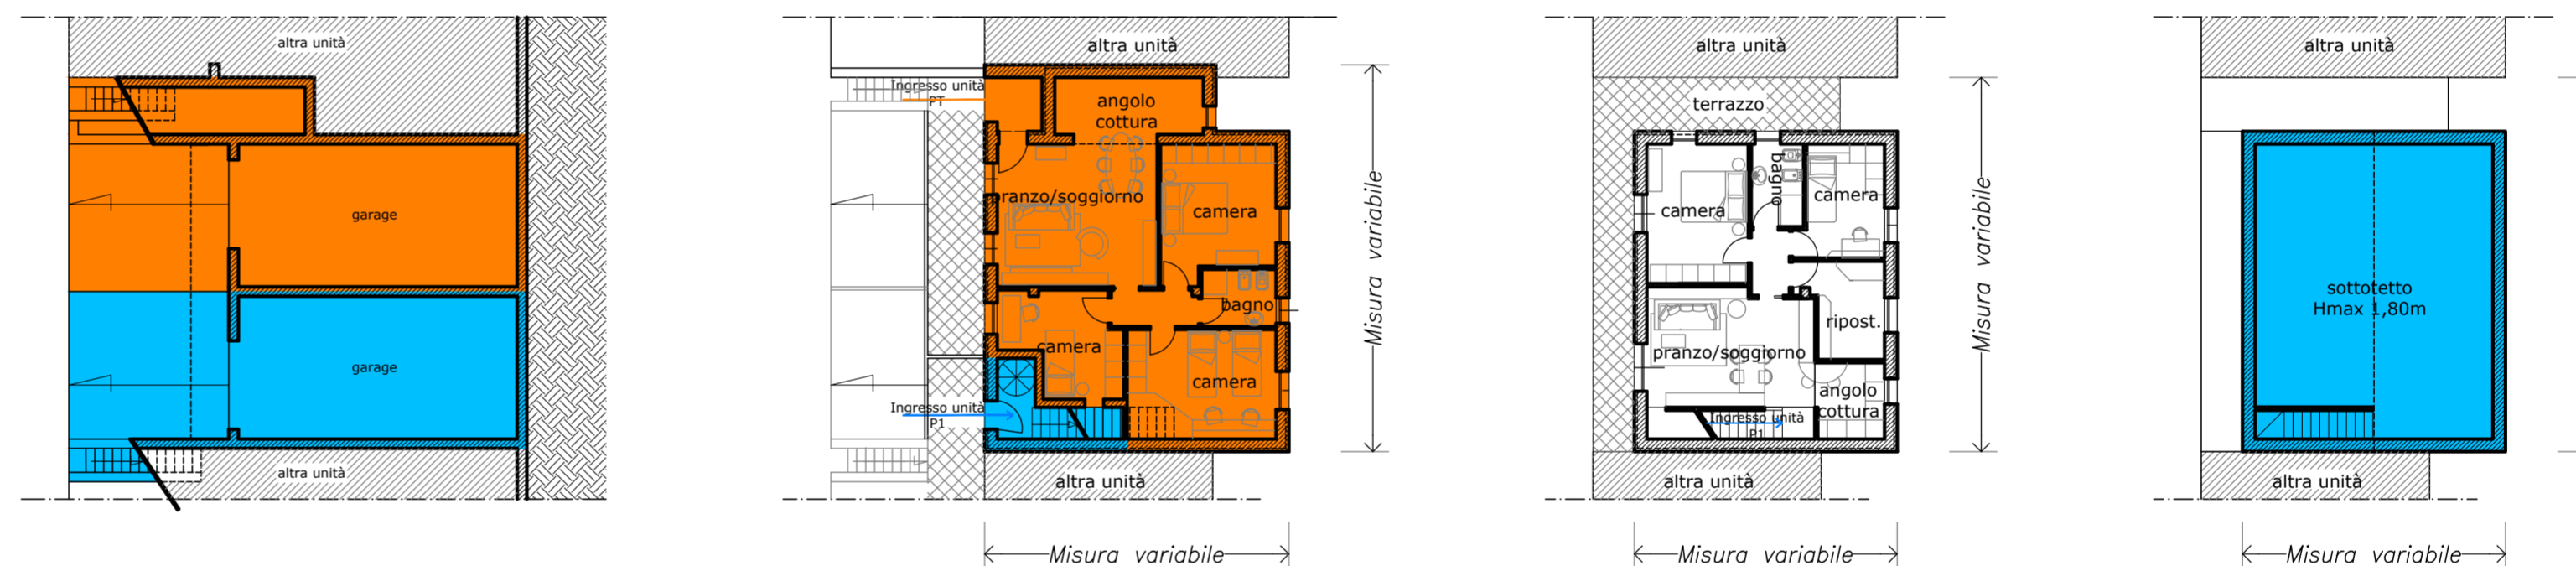 altra unità
garage
garage
altra unità
altra unità
Ingresso unità
PT
angolo
cottura
pranzo/soggiorno
camera
bagno
camera
camera
Ingresso unità
P1
altra unità
Misura variabile
Misura variabile
altra unità
terrazzo
camera
bagno
camera
ripost.
pranzo/soggiorno
angolo
cottura
Ingresso unità
P1
altra unità
Misura variabile
Misura variabile
altra unità
sottotetto
Hmax 1,80m
altra unità
Misura variabile